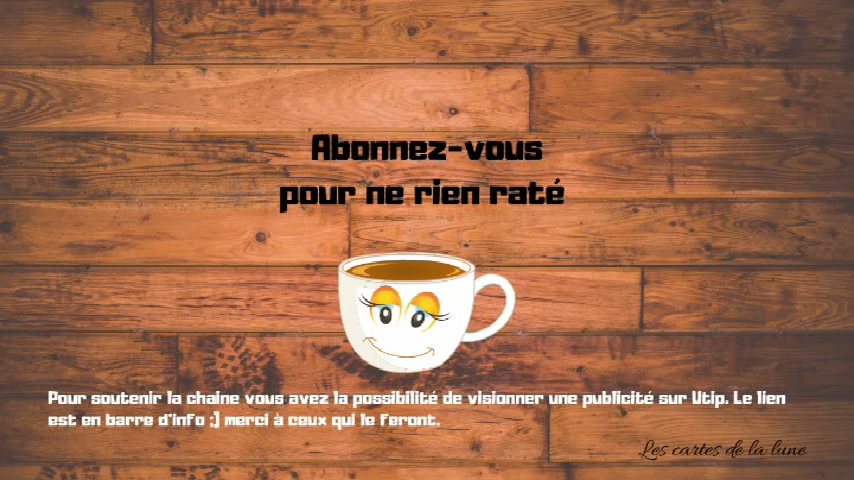 Abonnez-vous
pour ne rien raté
Pour soutenir la chaine vous avez la possibilité de visionner une publicité sur Utip. Le lien
est en barre d'info ;] merci à ceux qui le feront.
Les cartes de la lune